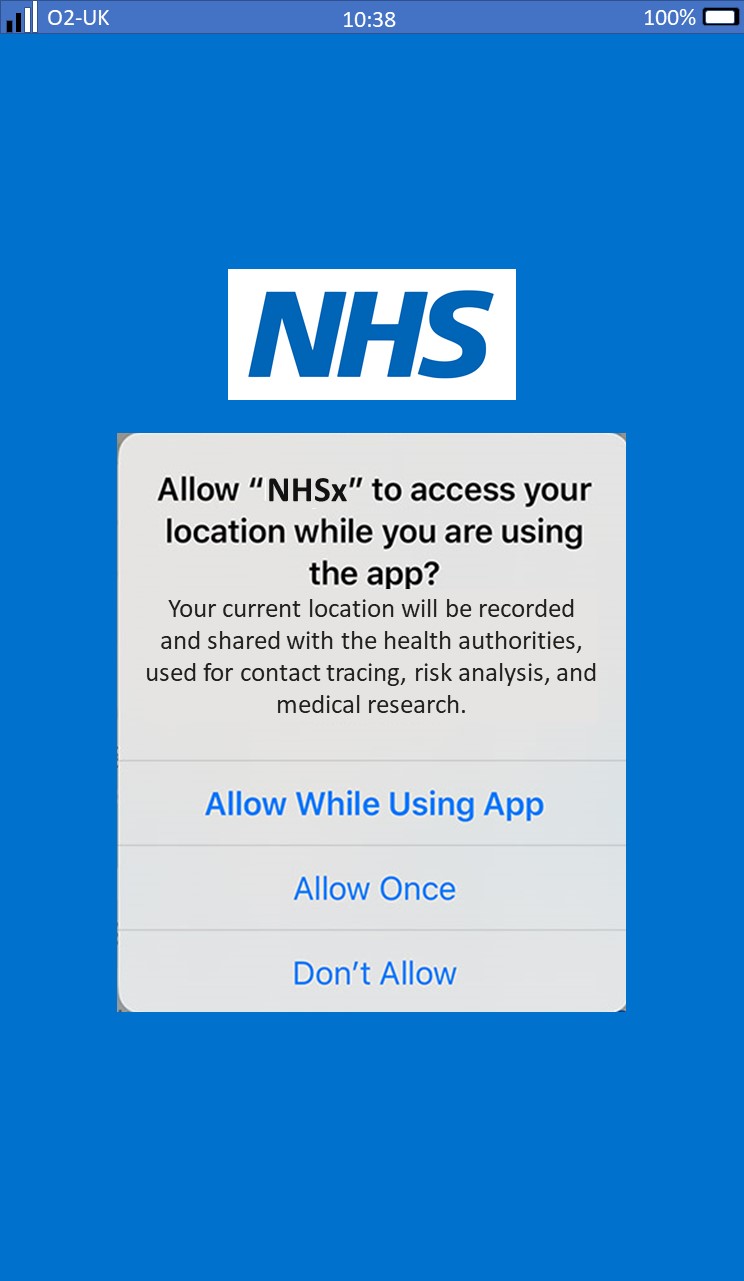 O2-UK 10:38 100%
NHS
Allow “NHSx” to access your
location while you are using
the app?
Your current location will be recorded
and shared with the health authorities,
used for contact tracing, risk analysis, and
medical research.
Allow While Using App
Allow Once
Don’t Allow